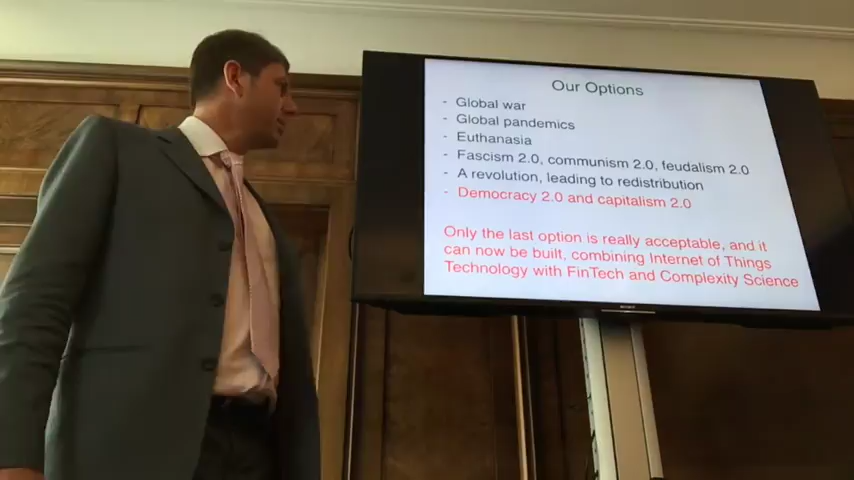 Our Options
- Global war
- Global pandemics
- Euthanasia
- Fascism 2.0, communism 2.0, feudalism 2.0
- A revolution, leading to redistribution
- Democracy 2.0 and capitalism 2.0
Only the last option is really acceptable, and it
can now be built, combining Internet of Things
Technology with FinTech and Complexity Science
SONY